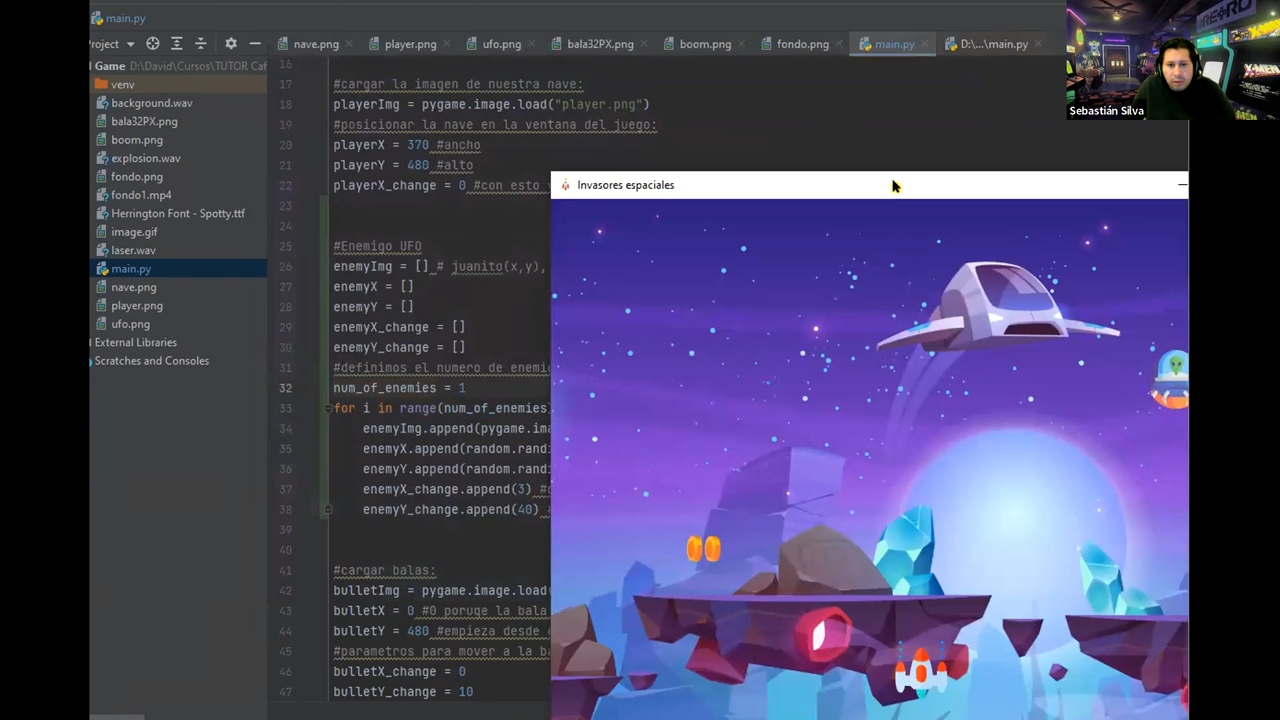 main.py
roject
nave.png
player.png
ufo.png
bala32PX.png
boom.png
fondo.png
main.py
D:\...\main.py
RETRO
X-MEN
Sebastián Silva
Game D:\David\Cursos\TUTOR Caf
venv
background.wav
bala32PX.png
boom.png
explosion.wav
fondo.png
fondo1.mp4
Herrington Font - Spotty.ttf
image.gif
laser.wav
main.py
nave.png
player.png
ufo.png
External Libraries
Scratches and Consoles
16
17 #cargar la imagen de nuestra nave:
18 playerImg = pygame.image.load("player.png")
19 #posicionar la nave en la ventana del juego:
20 playerX = 370 #ancho
21 playerY = 480 #alto
22 playerX_change = 0 #con esto v
23
24
25 #Enemigo UFO
26 enemyImg = [] # juanito(x,y),
27 enemyX = []
28 enemyY = []
29 enemyX_change = []
30 enemyY_change = []
31 #definimos el numero de enemi
32 num_of_enemies = 1
33 for i in range(num_of_enemies)
34 enemyImg.append(pygame.ima
35 enemyX.append(random.randi
36 enemyY.append(random.randi
37 enemyX_change.append(3) #
38 enemyY_change.append(40) #
39
40
41 #cargar balas:
42 bulletImg = pygame.image.load(
43 bulletX = 0 #0 poruqe la bala
44 bulletY = 480 #empieza desde
45 #parametros para mover a la ba
46 bulletX_change = 0
47 bulletY_change = 10
Invasores espaciales